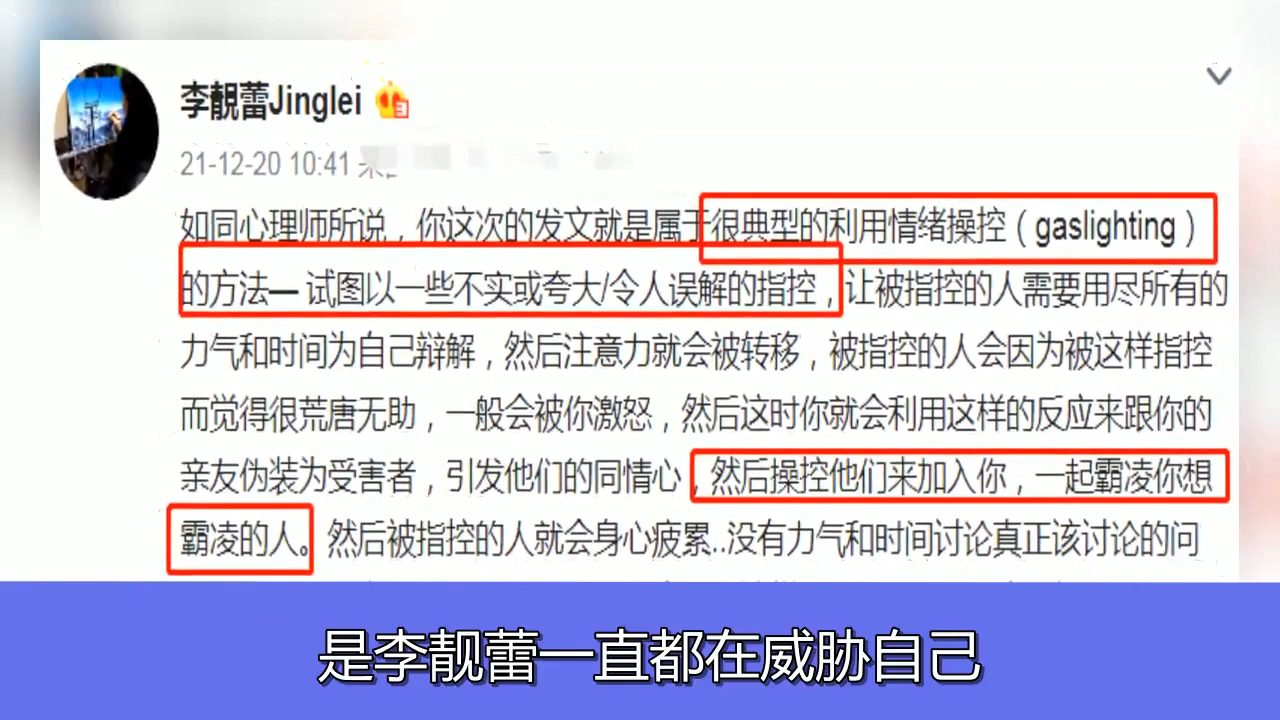 李靓蕾Jinglei
21-12-20 10:41
如同心理师所说，你这次的发文就是属于很典型的利用情绪操控（gaslighting）
的方法— 试图以一些不实或夸大/令人误解的指控，让被指控的人需要用尽所有的
力气和时间为自己辩解，然后注意力就会被转移，被指控的人会因为被这样指控
而觉得很荒唐无助，一般会被你激怒，然后这时你就会利用这样的反应来跟你的
亲友伪装为受害者，引发他们的同情心，然后操控他们来加入你，一起霸凌你想
霸凌的人。然后被指控的人就会身心疲累..没有力气和时间讨论真正该讨论的问
是李靓蕾一直都在威胁自己